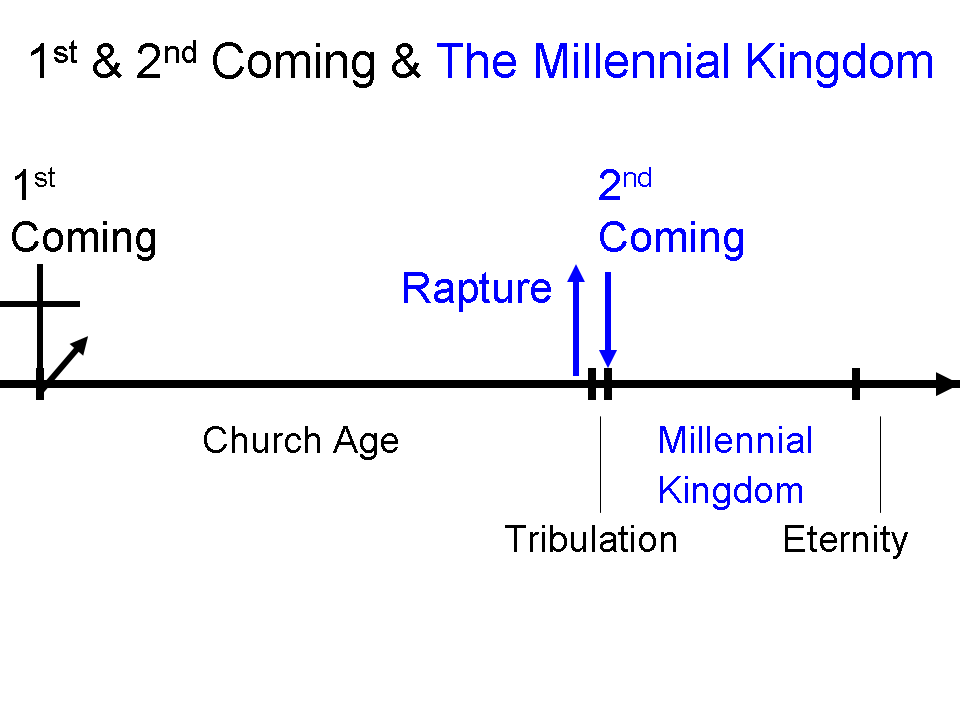 1st & 2nd Coming & The Millennial Kingdom
1st
Coming
2nd
Coming
Rapture
Church Age
Millennial
Kingdom
Tribulation
Eternity